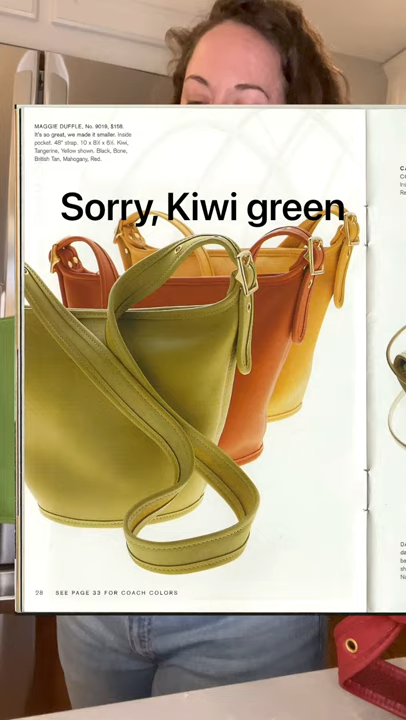 MAGGIE DUFFLE, No. 9018, $158.
It's so great, we made it smaller. Inside
pocket. 48" strap. 10 x 8½ x 6½. Kiwi,
Tangerine, Yellow shown. Black, Bone,
British Tan, Mahogany, Red.
Sorry, Kiwi green
28 SEE PAGE 33 FOR COACH COLORS